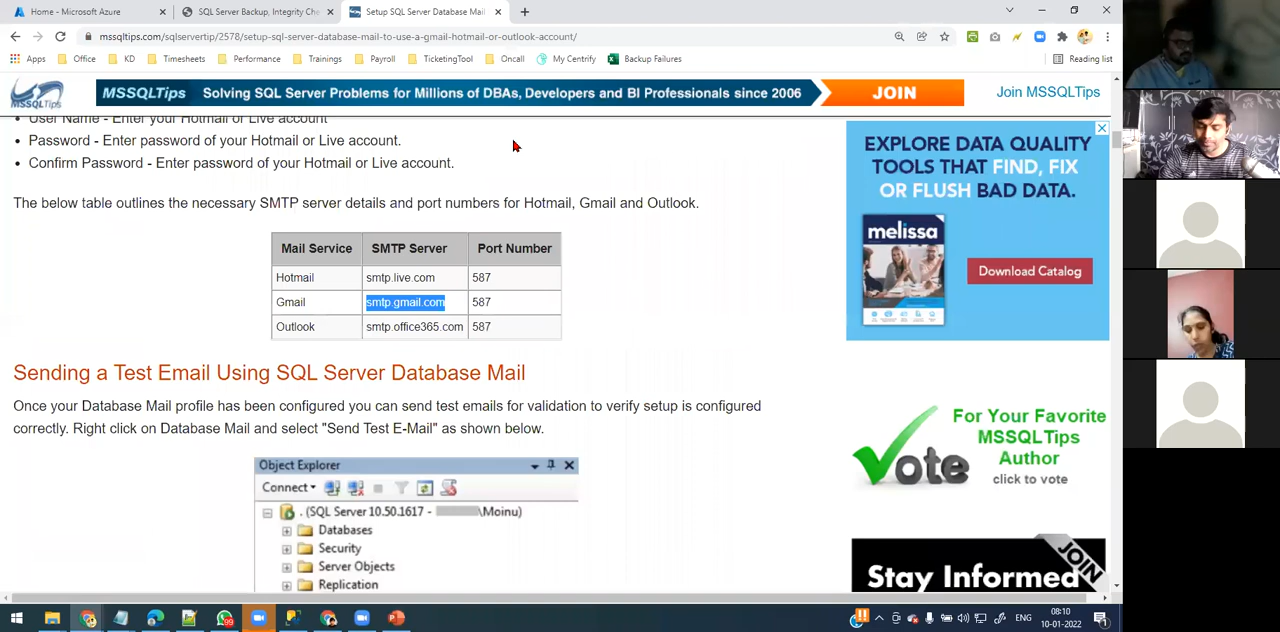 Home - Microsoft Azure
SQL Server Backup, Integrity Che
Setup SQL Server Database Mail
mssqltips.com/sqlservertip/2578/setup-sql-server-database-mail-to-use-a-gmail-hotmail-or-outlook-account/
Apps Office KD Timesheets Performance Trainings Payroll TicketingTool Oncall My Centrify Backup Failures Reading list
MSSQLTips Solving SQL Server Problems for Millions of DBAs, Developers and BI Professionals since 2006 JOIN Join MSSQLTips
MSSQLTips
User Name - Enter your Hotmail or Live account
Password - Enter password of your Hotmail or Live account.
Confirm Password - Enter password of your Hotmail or Live account.
The below table outlines the necessary SMTP server details and port numbers for Hotmail, Gmail and Outlook.
Mail Service SMTP Server Port Number
Hotmail smtp.live.com 587
Gmail smtp.gmail.com 587
Outlook smtp.office365.com 587
Sending a Test Email Using SQL Server Database Mail
Once your Database Mail profile has been configured you can send test emails for validation to verify setup is configured
correctly. Right click on Database Mail and select "Send Test E-Mail" as shown below.
Object Explorer
Connect
. (SQL Server 10.50.1617 - \Moinu)
Databases
Security
Server Objects
Replication
EXPLORE DATA QUALITY
TOOLS THAT FIND, FIX
OR FLUSH BAD DATA.
melissa
Download Catalog
For Your Favorite
MSSQLTips
Author
click to vote
Vote
JOIN
Stay Informed
99
ENG
08:10
10-01-2022
1